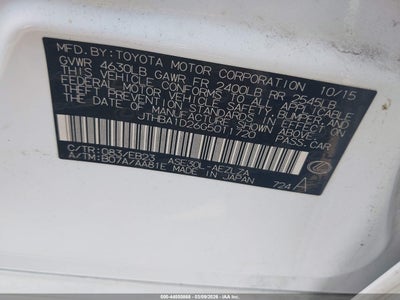 MFD. BY: TOYOTA MOTOR CORPORATION 10/15
GVWR 4630LB GAWR FR 2400LB RR 2545LB
THIS VEHICLE CONFORMS TO ALL APPLICABLE
FEDERAL MOTOR VEHICLE SAFETY, BUMPER, AND
THEFT PREVENTION STANDARDS IN EFFECT ON
THE DATE OF MANUFACTURE SHOWN ABOVE.
JTHBA1D26G5011720 PASS. CAR
C/TR: 083/EB23 ASE30L-AEZLZA
A/TM: B07A/AA81E MADE IN JAPAN 724 A